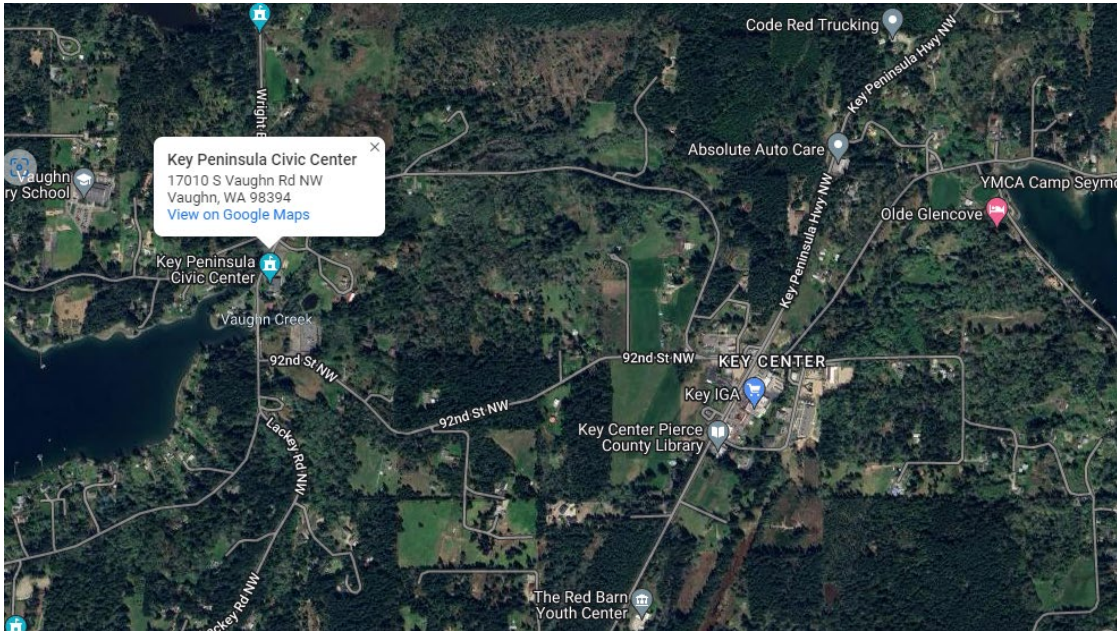 Code Red Trucking
Key Peninsula Hwy NW
Wright
Absolute Auto Care
Key Peninsula Civic Center
17010 S Vaughn Rd NW
Vaughn, WA 98394
View on Google Maps
Vaughn
ry School
YMCA Camp Seymo
Olde Glencove
Key Peninsula Hwy NW
Key Peninsula
Civic Center
Vaughn Creek
92nd St NW
92nd St NW
KEY CENTER
Key IGA
92nd St NW
Key Center Pierce
County Library
Lackey Rd NW
Lackey Rd NW
The Red Barn
Youth Center